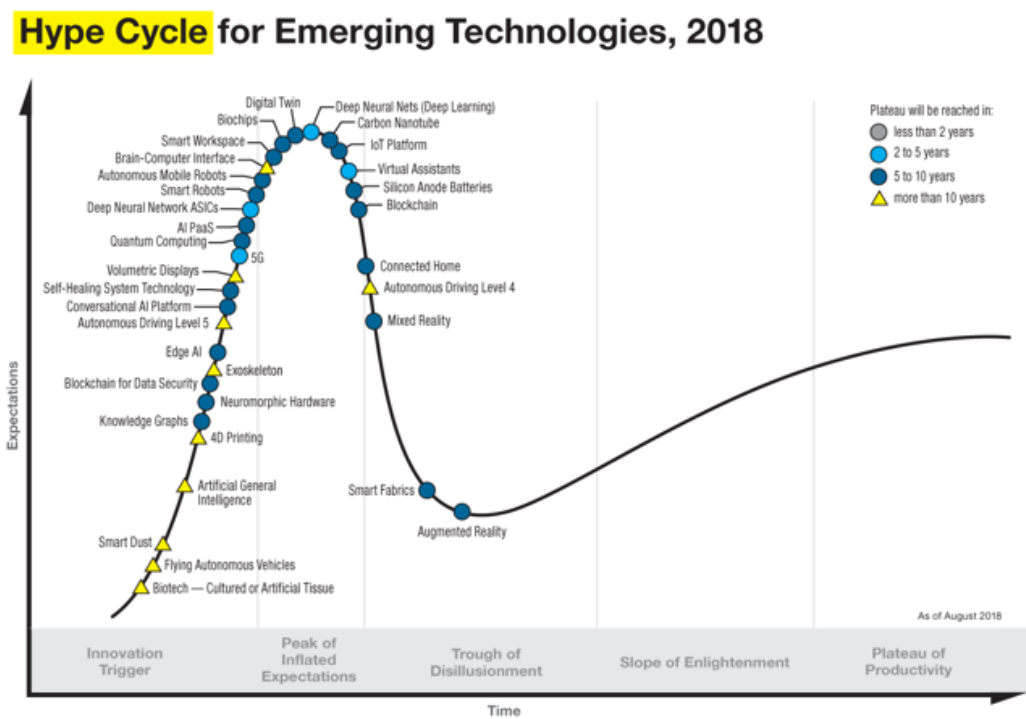 Hype Cycle for Emerging Technologies, 2018
Plateau will be reached in:
less than 2 years
2 to 5 years
5 to 10 years
more than 10 years
Expectations
Digital Twin
Biochips
Smart Workspace
Brain-Computer Interface
Autonomous Mobile Robots
Smart Robots
Deep Neural Network ASICs
AI PaaS
Quantum Computing
5G
Volumetric Displays
Self-Healing System Technology
Conversational AI Platform
Autonomous Driving Level 5
Edge AI
Exoskeleton
Blockchain for Data Security
Neuromorphic Hardware
Knowledge Graphs
4D Printing
Artificial General
Intelligence
Smart Dust
Flying Autonomous Vehicles
Biotech — Cultured or Artificial Tissue
Deep Neural Nets (Deep Learning)
Carbon Nanotube
IoT Platform
Virtual Assistants
Silicon Anode Batteries
Blockchain
Connected Home
Autonomous Driving Level 4
Mixed Reality
Smart Fabrics
Augmented Reality
As of August 2018
Innovation
Trigger
Peak of
Inflated
Expectations
Trough of
Disillusionment
Slope of Enlightenment
Plateau of
Productivity
Time